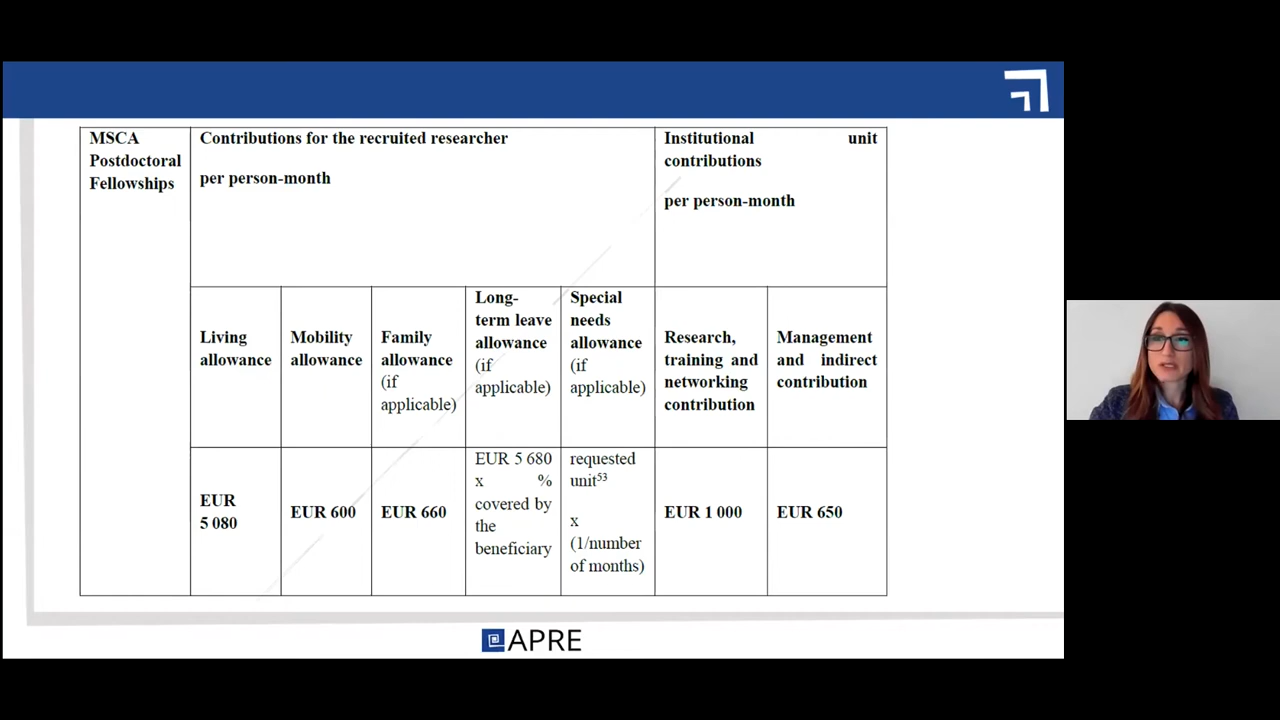 MSCA
Postdoctoral
Fellowships
Contributions for the recruited researcher
per person-month
Institutional unit
contributions
per person-month
Living
allowance
Mobility
allowance
Family
allowance
(if
applicable)
Long-
term leave
allowance
(if
applicable)
Special
needs
allowance
(if
applicable)
Research,
training and
networking
contribution
Management
and indirect
contribution
EUR
5 080
EUR 600
EUR 660
EUR 5 680
x %
covered by
the
beneficiary
requested
unit⁵³
x
(1/number
of months)
EUR 1 000
EUR 650
APRE